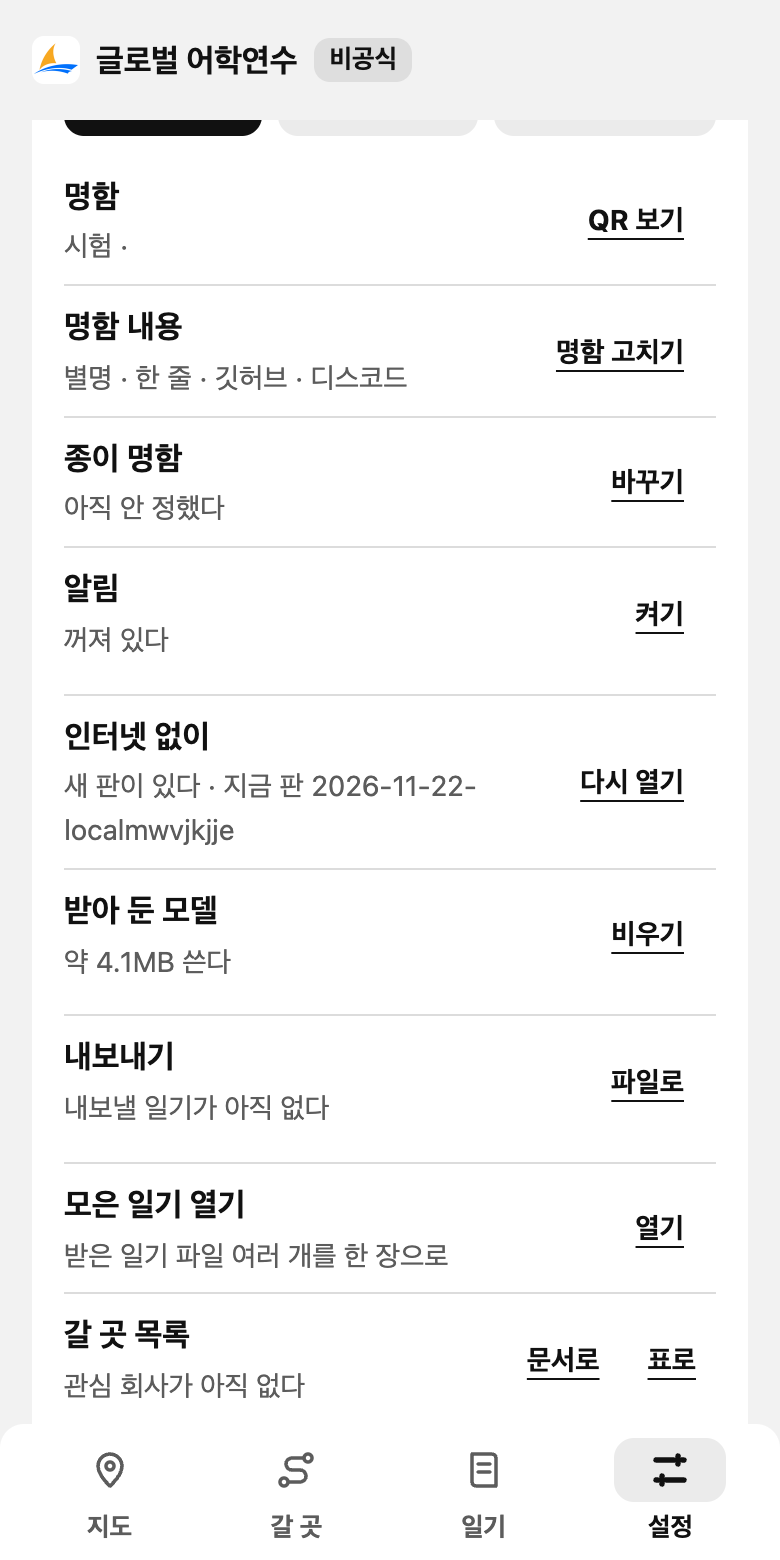 글로벌 어학연수
비공식
명함
시험 ·
QR 보기
명함 내용
별명 · 한 줄 · 깃허브 · 디스코드
명함 고치기
종이 명함
아직 안 정했다
바꾸기
알림
꺼져 있다
켜기
인터넷 없이
새 판이 있다 · 지금 판 2026-11-22-
localmwvjkjje
다시 열기
받아 둔 모델
약 4.1MB 쓴다
비우기
내보내기
내보낼 일기가 아직 없다
파일로
모은 일기 열기
받은 일기 파일 여러 개를 한 장으로
열기
갈 곳 목록
관심 회사가 아직 없다
문서로
표로
지도
갈 곳
일기
설정